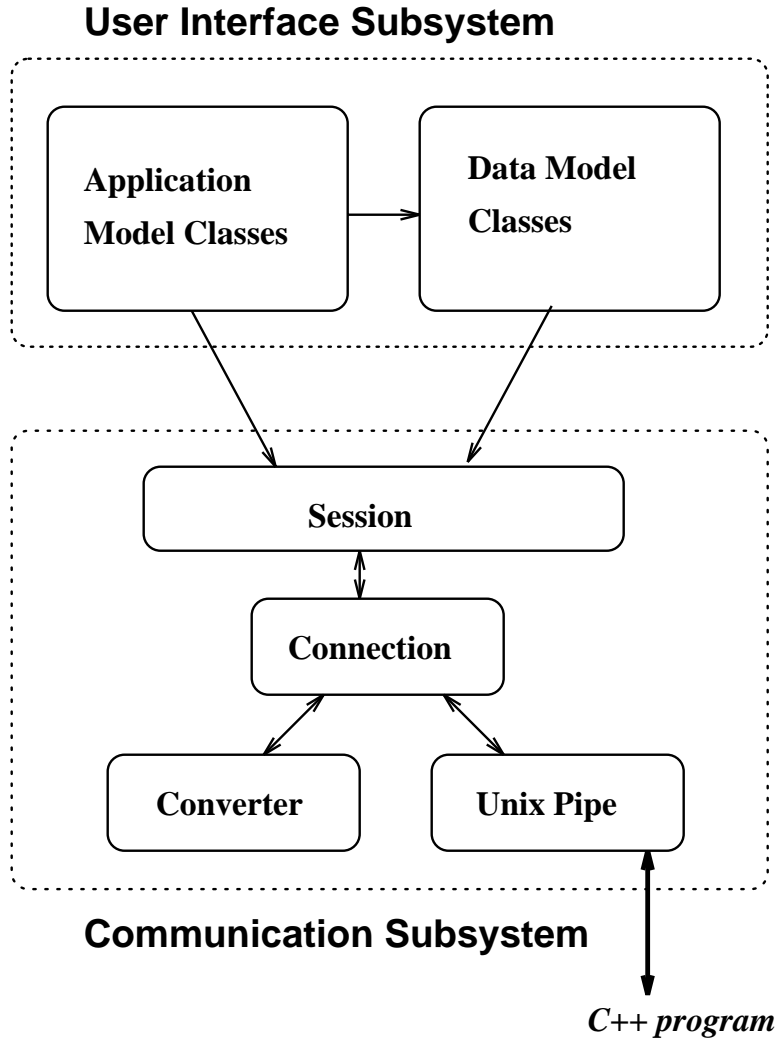 User Interface Subsystem
Application
Model Classes
Data Model
Classes
Session
Connection
Converter
Unix Pipe
Communication Subsystem
C++ program